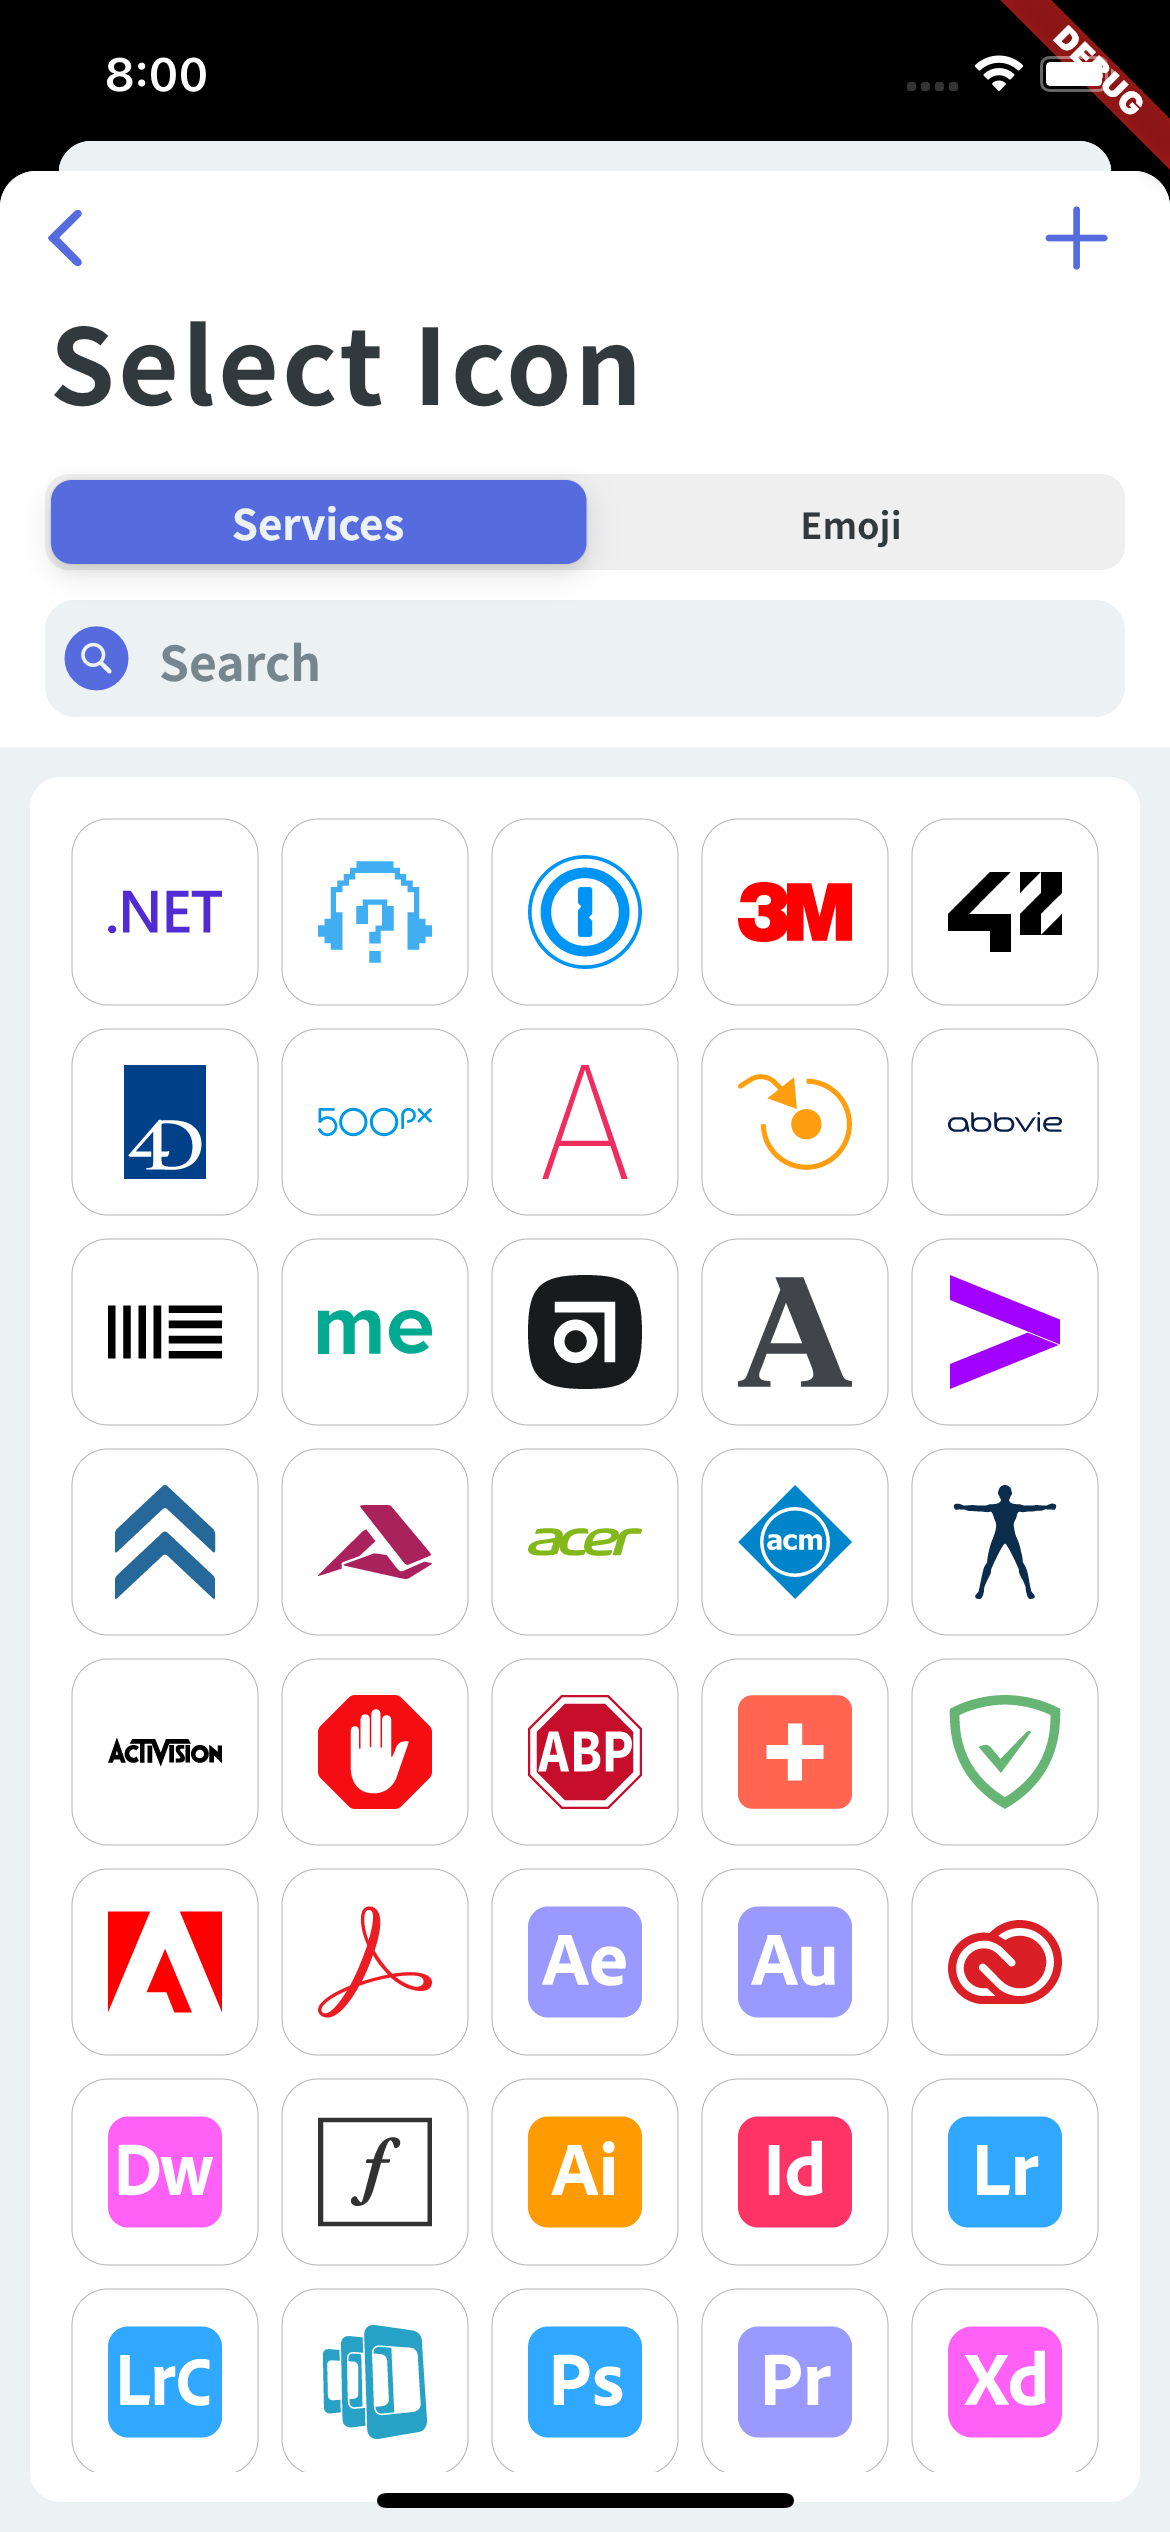 8:00
DEBUG
Select Icon
Services
Emoji
Search
.NET
?
3M
42
4D
500px
A
abbvie
me
A
acer
acm
ACTIVISION
ABP
Ae
Au
Dw
f
Ai
Id
Lr
LrC
Ps
Pr
Xd